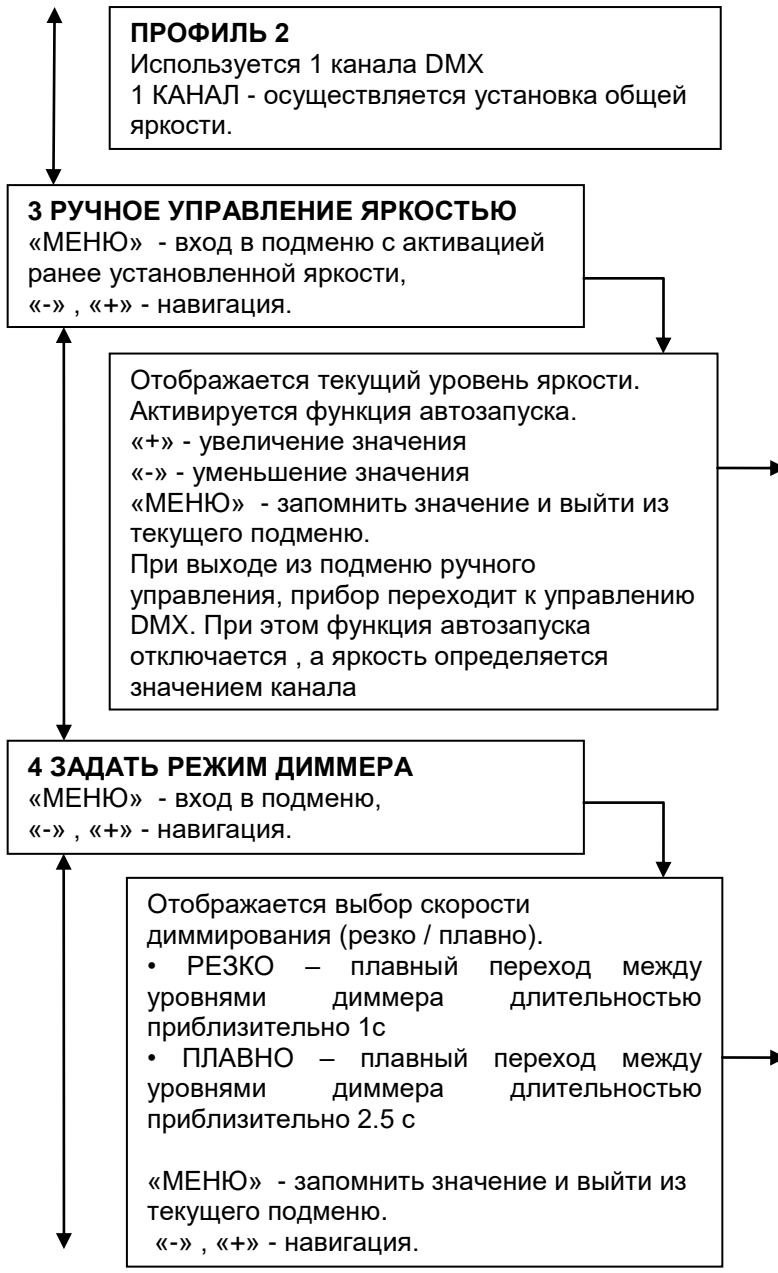 ПРОФИЛЬ 2
Используется 1 канала DMX
1 КАНАЛ - осуществляется установка общей
яркости.
3 РУЧНОЕ УПРАВЛЕНИЕ ЯРКОСТЬЮ
«МЕНЮ» - вход в подменю с активацией
ранее установленной яркости,
«-» , «+» - навигация.
Отображается текущий уровень яркости.
Активируется функция автозапуска.
«+» - увеличение значения
«-» - уменьшение значения
«МЕНЮ» - запомнить значение и выйти из
текущего подменю.
При выходе из подменю ручного
управления, прибор переходит к управлению
DMX. При этом функция автозапуска
отключается , а яркость определяется
значением канала
4 ЗАДАТЬ РЕЖИМ ДИММЕРА
«МЕНЮ» - вход в подменю,
«-» , «+» - навигация.
Отображается выбор скорости
диммирования (резко / плавно).
• РЕЗКО – плавный переход между
уровнями диммера длительностью
приблизительно 1с
• ПЛАВНО – плавный переход между
уровнями диммера длительностью
приблизительно 2.5 с
«МЕНЮ» - запомнить значение и выйти из
текущего подменю.
«-» , «+» - навигация.